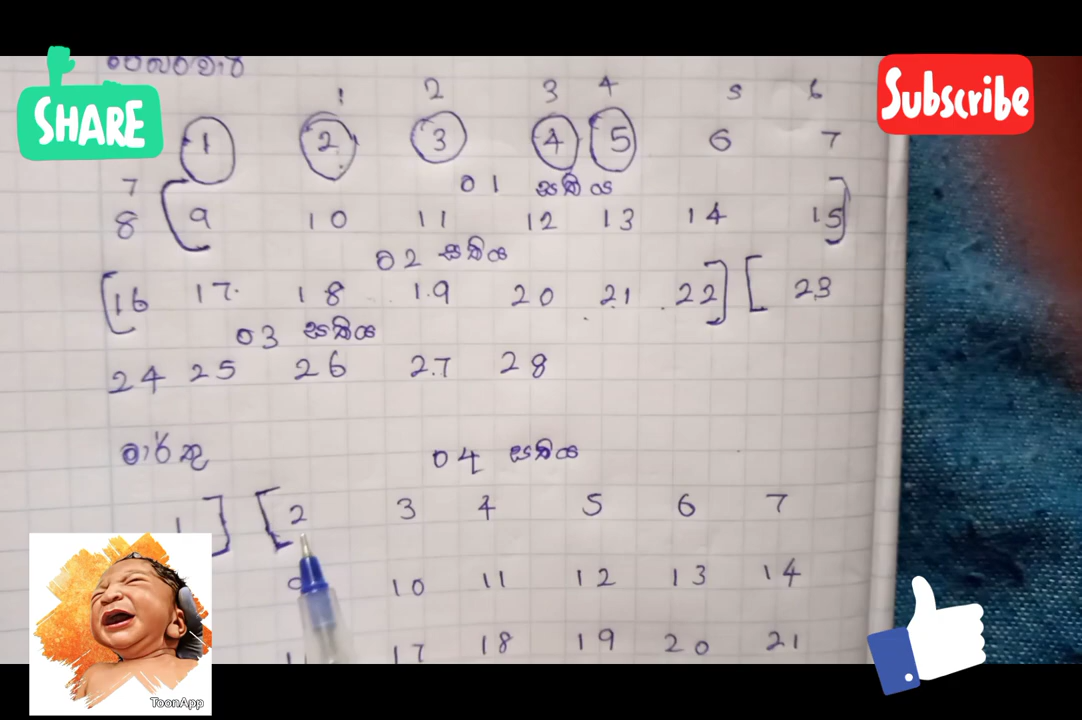 පෙබරවාරි
1 2 3 4 5 6
SHARE
Subscribe
1 2 3 4 5 6 7
7 01 සතිය
8 [9 10 11 12 13 14 15]
02 සතිය
[16 17 18 19 20 21 22] [ 23
03 සතිය
24 25 26 27 28
මාර්තු 04 සතිය
1 ] [2 3 4 5 6 7
9 10 11 12 13 14
17 18 19 20 21
ToonApp